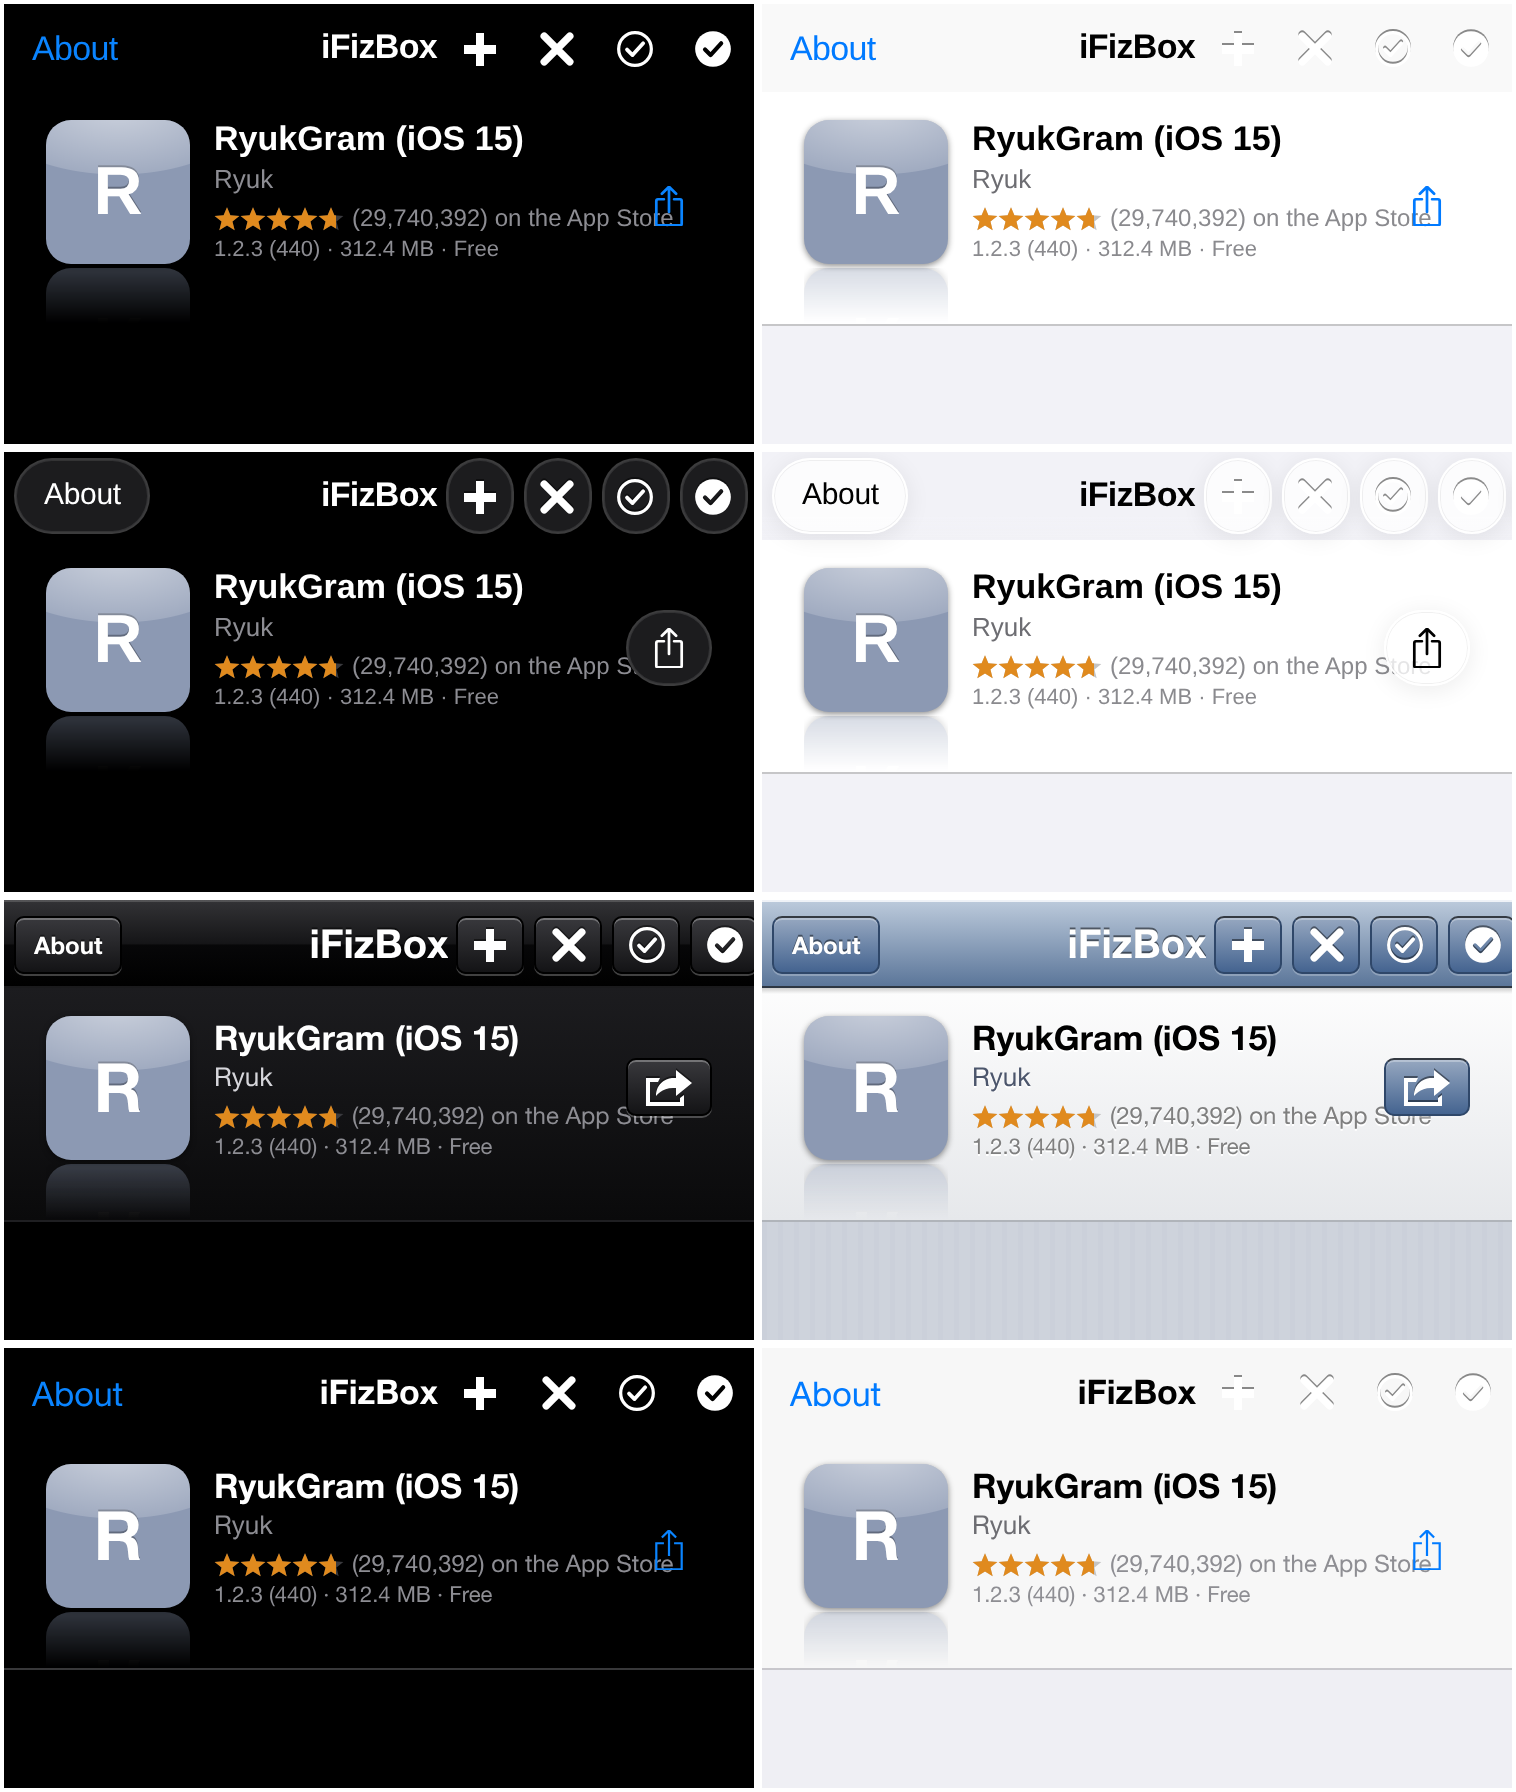 About iFizBox
R
RyukGram (iOS 15)
Ryuk
(29,740,392) on the App Store
1.2.3 (440) · 312.4 MB · Free
About iFizBox
R
RyukGram (iOS 15)
Ryuk
(29,740,392) on the App Store
1.2.3 (440) · 312.4 MB · Free
About iFizBox
R
RyukGram (iOS 15)
Ryuk
(29,740,392) on the App S
1.2.3 (440) · 312.4 MB · Free
About iFizBox
R
RyukGram (iOS 15)
Ryuk
(29,740,392) on the App Store
1.2.3 (440) · 312.4 MB · Free
About iFizBox
R
RyukGram (iOS 15)
Ryuk
(29,740,392) on the App Store
1.2.3 (440) · 312.4 MB · Free
About iFizBox
R
RyukGram (iOS 15)
Ryuk
(29,740,392) on the App Store
1.2.3 (440) · 312.4 MB · Free
About iFizBox
R
RyukGram (iOS 15)
Ryuk
(29,740,392) on the App Store
1.2.3 (440) · 312.4 MB · Free
About iFizBox
R
RyukGram (iOS 15)
Ryuk
(29,740,392) on the App Store
1.2.3 (440) · 312.4 MB · Free